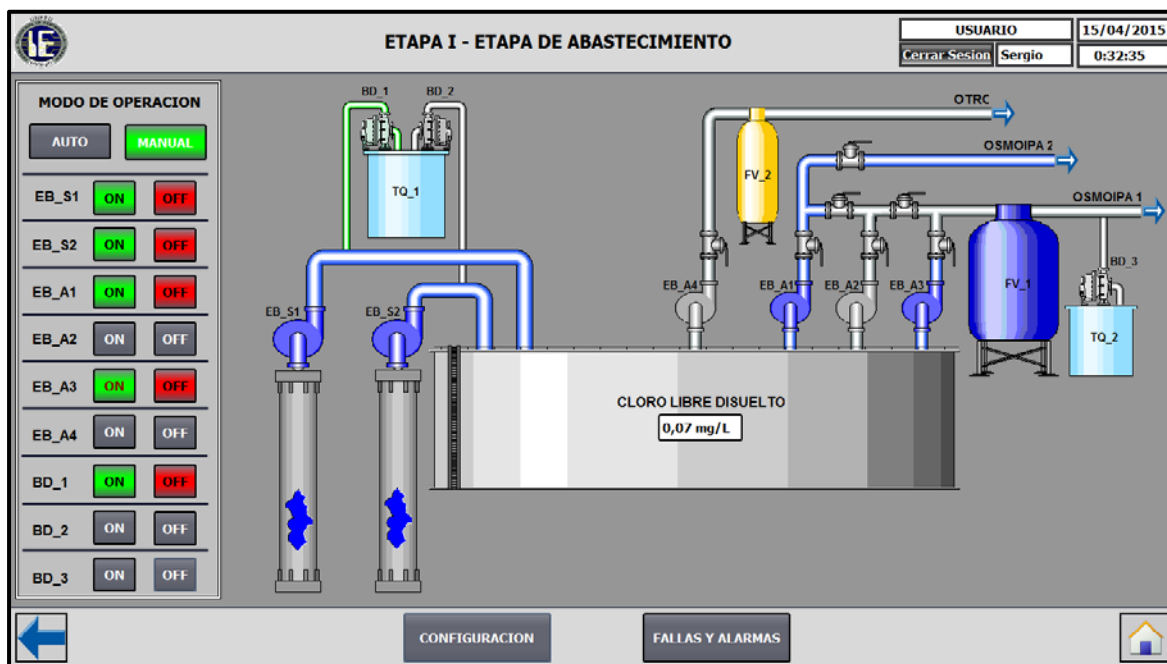 ETAPA I - ETAPA DE ABASTECIMIENTO
USUARIO
15/04/2015
Cerrar Sesion
Sergio
0:32:35
MODO DE OPERACION
AUTO
MANUAL
EB_S1 ON OFF
EB_S2 ON OFF
EB_A1 ON OFF
EB_A2 ON OFF
EB_A3 ON OFF
EB_A4 ON OFF
BD_1 ON OFF
BD_2 ON OFF
BD_3 ON OFF
BD_1
BD_2
TQ_1
EB_S1
EB_S2
OTRO
OSMOIPA 2
OSMOIPA 1
FV_2
EB_A4
EB_A1
EB_A2
EB_A3
FV_1
BD_3
TQ_2
CLORO LIBRE DISUELTO
0,07 mg/L
CONFIGURACION
FALLAS Y ALARMAS